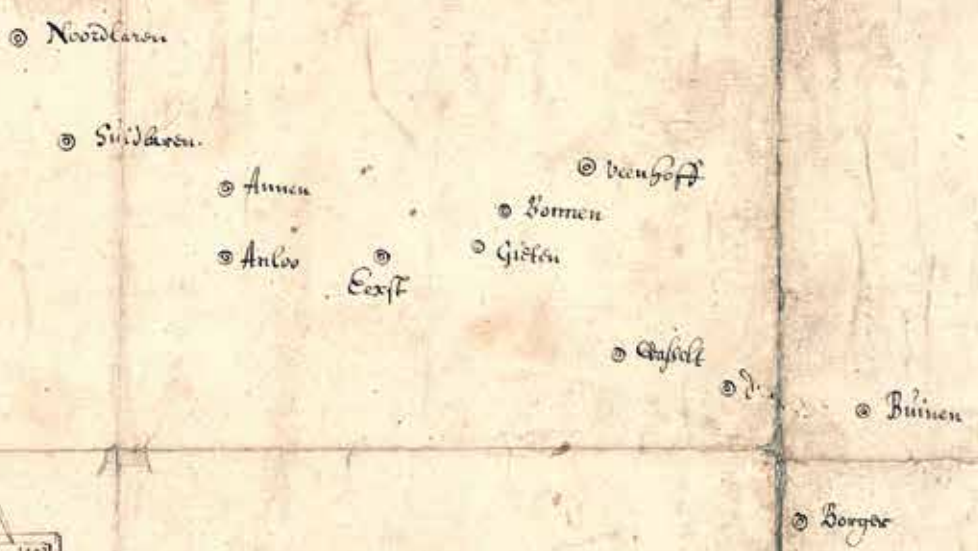 Noordlaren
Suidlaren.
Annen
veenhoff
Bonnen
Anloo
Gieten
Eexst
Gasselt
Buinen
Borger